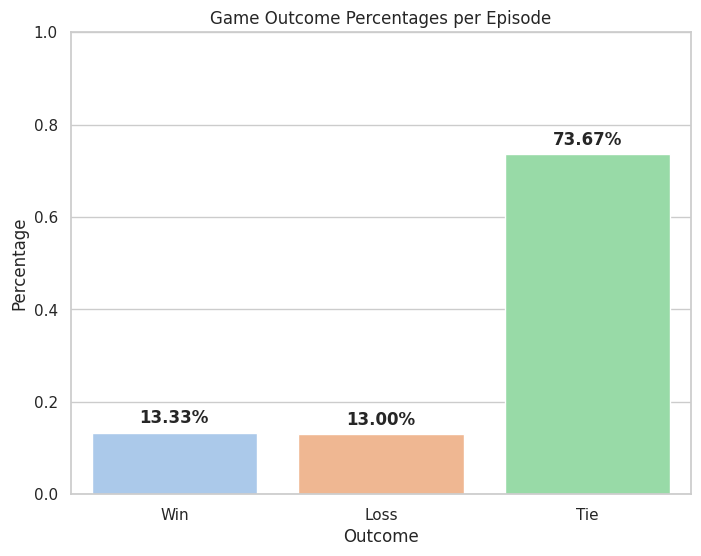 Game Outcome Percentages per Episode
1.0
0.8
0.6
0.4
0.2
0.0
Percentage
13.33%
13.00%
73.67%
Win
Loss
Tie
Outcome